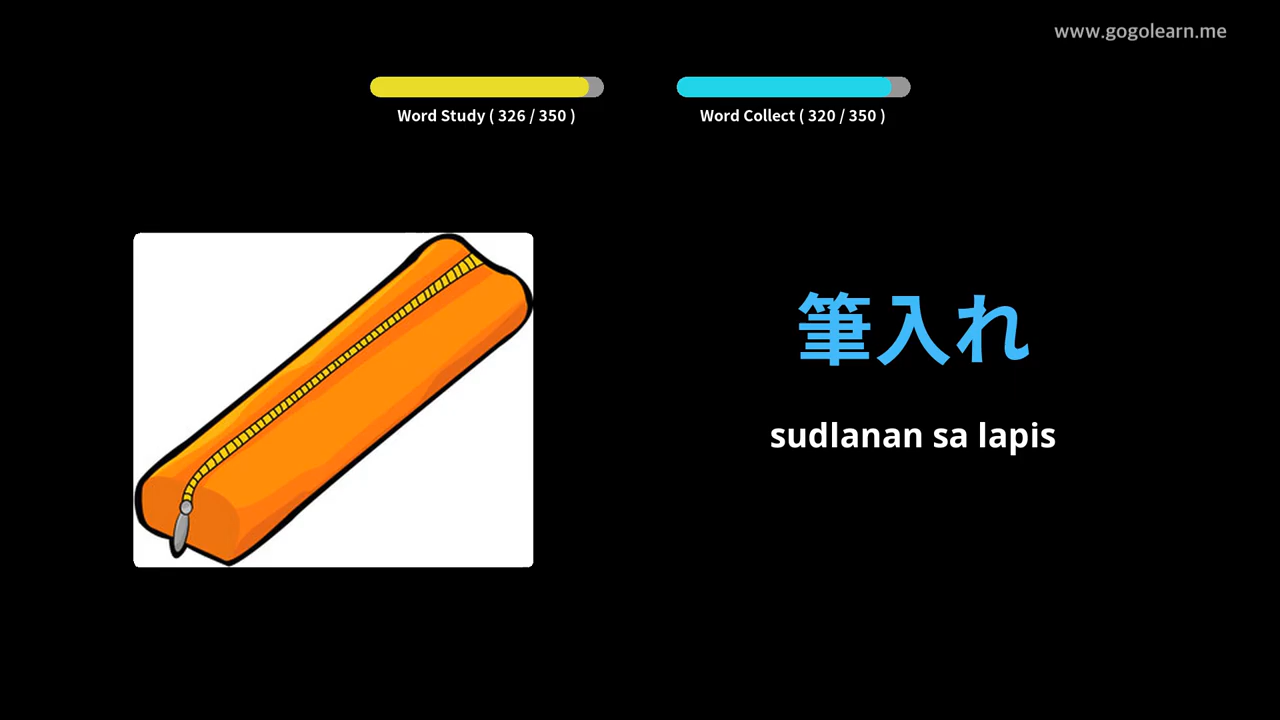 www.gogolearn.me
Word Study ( 326 / 350 )
Word Collect ( 320 / 350 )
筆入れ
sudlanan sa lapis